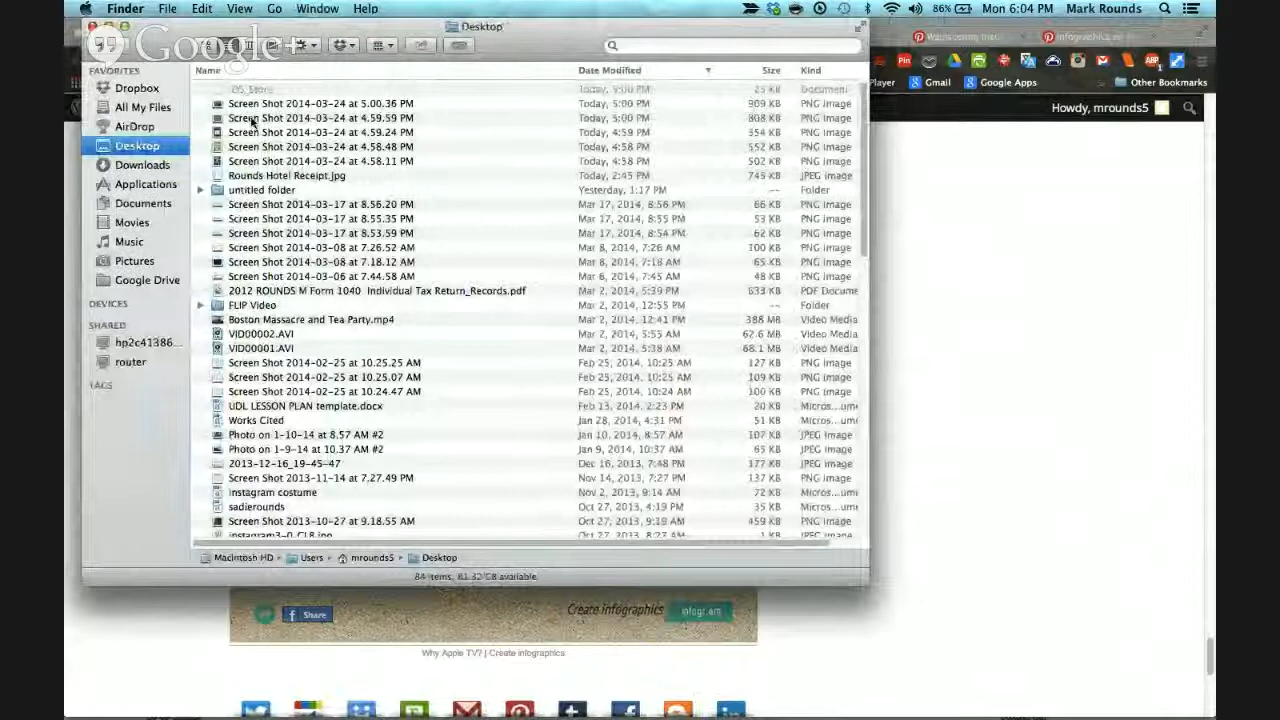 Finder File Edit View Go Window Help 86% Mon 6:04 PM Mark Rounds
Desktop
Google+
Player Gmail Google Apps Other Bookmarks
Howdy, mrounds5
FAVORITES
Dropbox
All My Files
AirDrop
Desktop
Downloads
Applications
Documents
Movies
Music
Pictures
Google Drive
DEVICES
SHARED
hp2c41386...
router
TAGS
Name Date Modified Size Kind
.DS_Store Today, 5:00 PM 25 KB Document
Screen Shot 2014-03-24 at 5.00.36 PM Today, 5:00 PM 909 KB PNG image
Screen Shot 2014-03-24 at 4.59.59 PM Today, 5:00 PM 808 KB PNG image
Screen Shot 2014-03-24 at 4.59.24 PM Today, 4:59 PM 354 KB PNG image
Screen Shot 2014-03-24 at 4.58.48 PM Today, 4:58 PM 552 KB PNG image
Screen Shot 2014-03-24 at 4.58.11 PM Today, 4:58 PM 502 KB PNG image
Rounds Hotel Receipt.jpg Today, 2:45 PM 745 KB JPEG image
untitled folder Yesterday, 1:17 PM -- Folder
Screen Shot 2014-03-17 at 8.56.20 PM Mar 17, 2014, 8:56 PM 66 KB PNG image
Screen Shot 2014-03-17 at 8.55.35 PM Mar 17, 2014, 8:55 PM 53 KB PNG image
Screen Shot 2014-03-17 at 8.53.59 PM Mar 17, 2014, 8:54 PM 62 KB PNG image
Screen Shot 2014-03-08 at 7.26.52 AM Mar 8, 2014, 7:26 AM 100 KB PNG image
Screen Shot 2014-03-08 at 7.18.12 AM Mar 8, 2014, 7:18 AM 65 KB PNG image
Screen Shot 2014-03-06 at 7.44.58 AM Mar 6, 2014, 7:45 AM 48 KB PNG image
2012 ROUNDS M Form 1040 Individual Tax Return_Records.pdf Mar 2, 2014, 5:39 PM 633 KB PDF Docume
FLIP Video Mar 2, 2014, 12:55 PM -- Folder
Boston Massacre and Tea Party.mp4 Mar 2, 2014, 12:41 PM 388 MB Video Media
VID00002.AVI Mar 2, 2014, 5:55 AM 62.6 MB Video Media
VID00001.AVI Mar 2, 2014, 5:38 AM 68.1 MB Video Media
Screen Shot 2014-02-25 at 10.25.25 AM Feb 25, 2014, 10:25 AM 127 KB PNG image
Screen Shot 2014-02-25 at 10.25.07 AM Feb 25, 2014, 10:25 AM 109 KB PNG image
Screen Shot 2014-02-25 at 10.24.47 AM Feb 25, 2014, 10:24 AM 100 KB PNG image
UDL LESSON PLAN template.docx Feb 13, 2014, 2:23 PM 20 KB Micros...ume
Works Cited Jan 28, 2014, 4:31 PM 51 KB Micros...ume
Photo on 1-10-14 at 8.57 AM #2 Jan 10, 2014, 8:57 AM 107 KB JPEG image
Photo on 1-9-14 at 10.37 AM #2 Jan 9, 2014, 10:37 AM 65 KB JPEG image
2013-12-16_19-45-47 Dec 16, 2013, 7:48 PM 177 KB JPEG image
Screen Shot 2013-11-14 at 7.27.49 PM Nov 14, 2013, 7:27 PM 137 KB PNG image
instagram costume Nov 2, 2013, 9:14 AM 72 KB Micros...ume
sadierounds Oct 27, 2013, 4:19 PM 35 KB Micros...ume
Screen Shot 2013-10-27 at 9.18.55 AM Oct 27, 2013, 9:19 AM 459 KB PNG image
Macintosh HD Users mrounds5 Desktop
84 items, 81.32 GB available
Share Create infographics infogr.am
Why Apple TV? | Create infographics